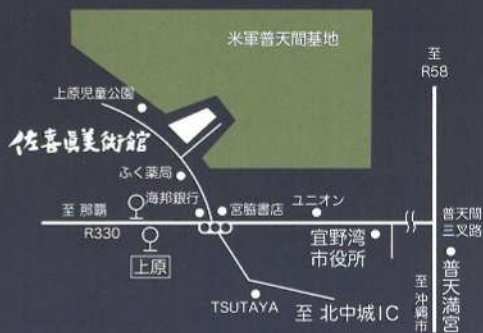 米軍普天間基地
至
R58
上原児童公園
佐喜眞美術館
ふく薬局
海邦銀行
宮脇書店
ユニオン
至 那覇
R330
上原
宜野湾
市役所
普天間
三叉路
普天満宮
至 沖縄市
TSUTAYA
至 北中城IC